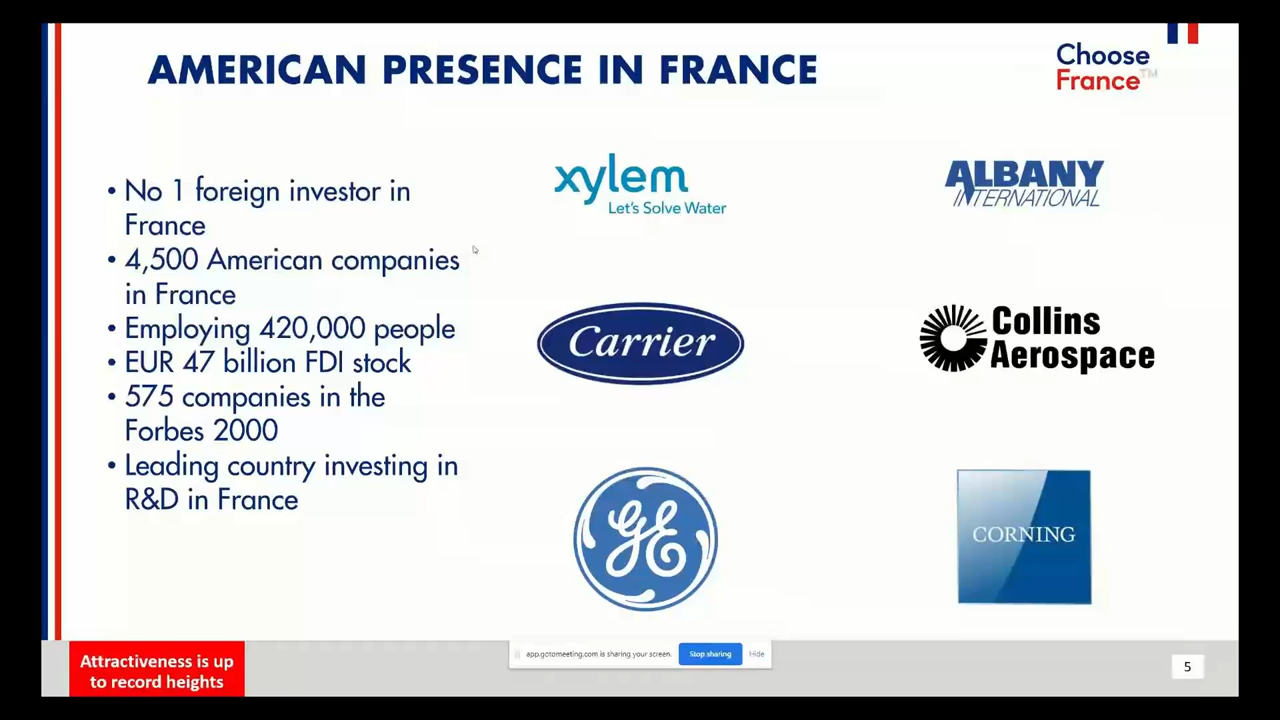 AMERICAN PRESENCE IN FRANCE
Choose
France™
• No 1 foreign investor in
France
• 4,500 American companies
in France
• Employing 420,000 people
• EUR 47 billion FDI stock
• 575 companies in the
Forbes 2000
• Leading country investing in
R&D in France
xylem
Let's Solve Water
ALBANY
INTERNATIONAL
Carrier
Collins
Aerospace
GE
CORNING
Attractiveness is up
to record heights
app.gotomeeting.com is sharing your screen.
Stop sharing
Hide
5